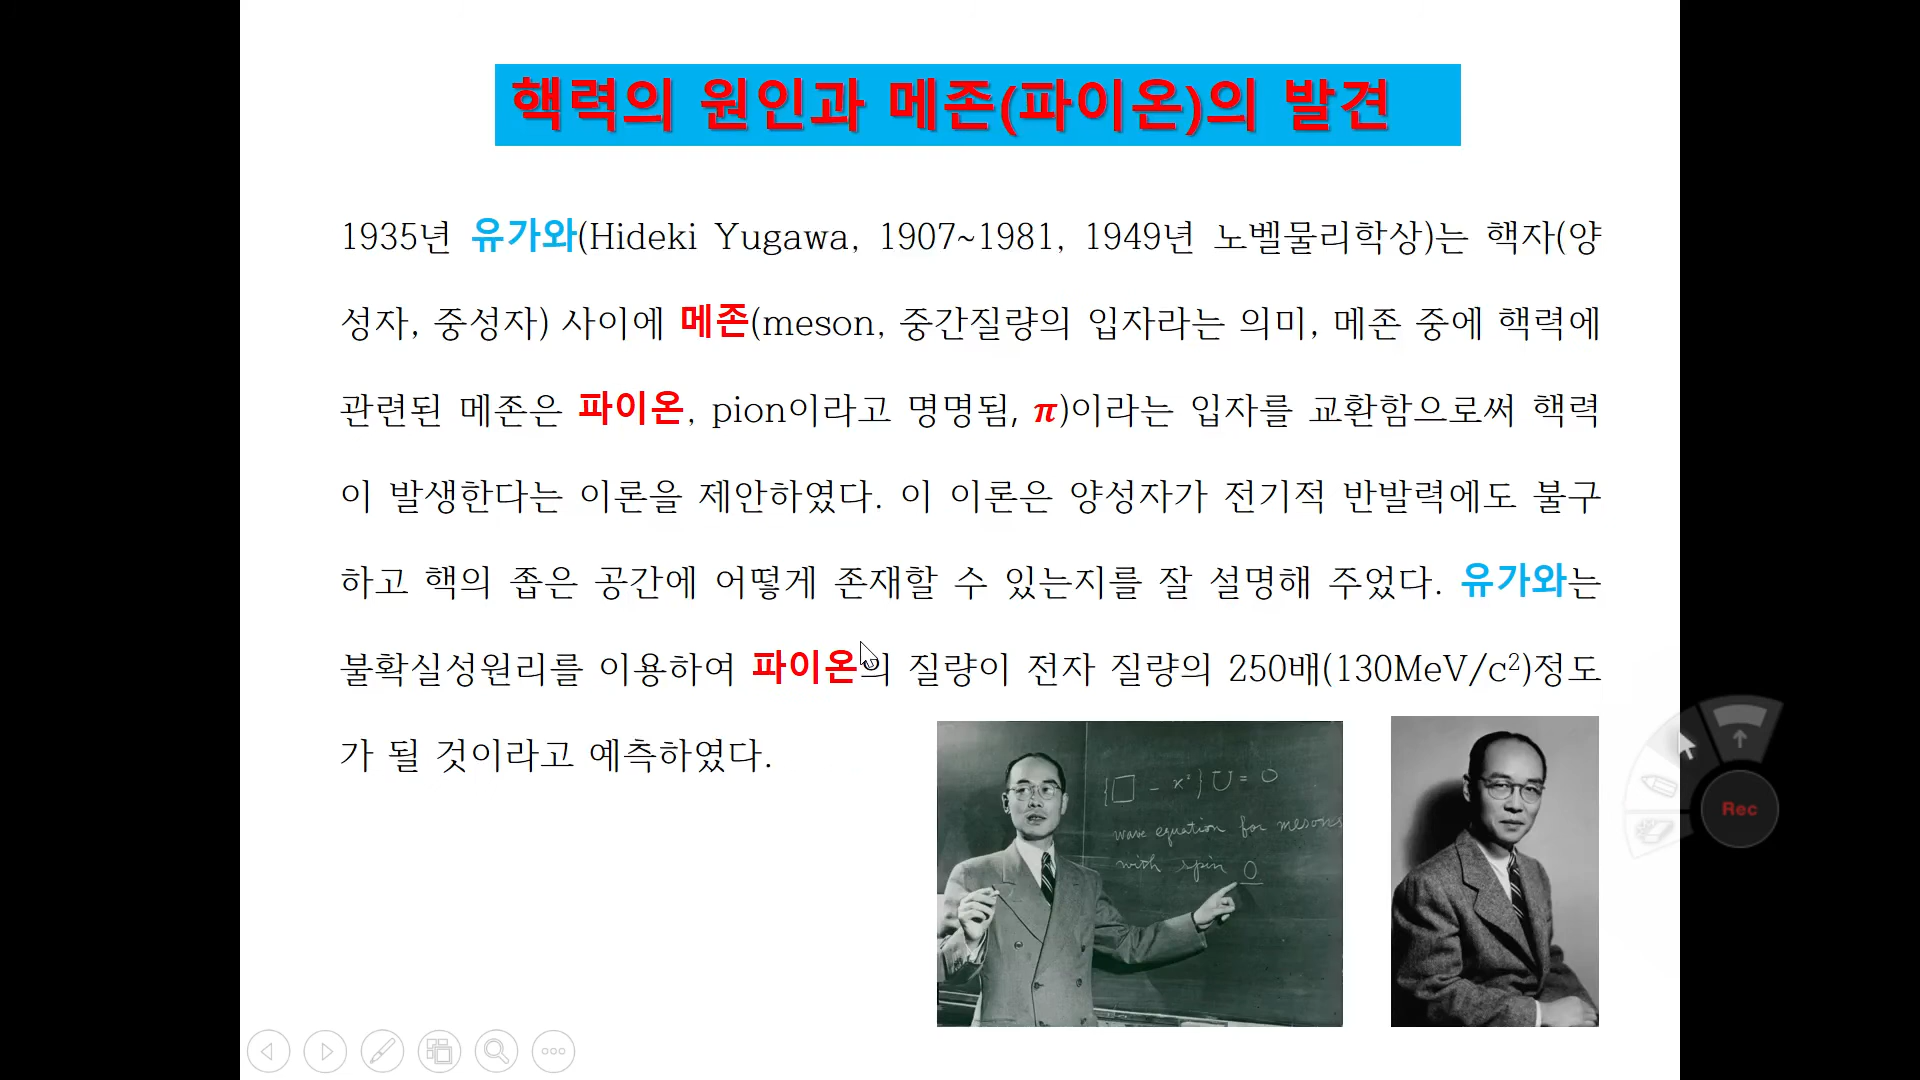 핵력의 원인과 메존(파이온)의 발견
1935년 유가와(Hideki Yugawa, 1907~1981, 1949년 노벨물리학상)는 핵자(양
성자, 중성자) 사이에 메존(meson, 중간질량의 입자라는 의미, 메존 중에 핵력에
관련된 메존은 파이온, pion이라고 명명됨, π)이라는 입자를 교환함으로써 핵력
이 발생한다는 이론을 제안하였다. 이 이론은 양성자가 전기적 반발력에도 불구
하고 핵의 좁은 공간에 어떻게 존재할 수 있는지를 잘 설명해 주었다. 유가와는
불확실성원리를 이용하여 파이온의 질량이 전자 질량의 250배(130MeV/c²)정도
가 될 것이라고 예측하였다.
{□ - κ²}U = 0
wave equation for mesons
with spin 0
Rec